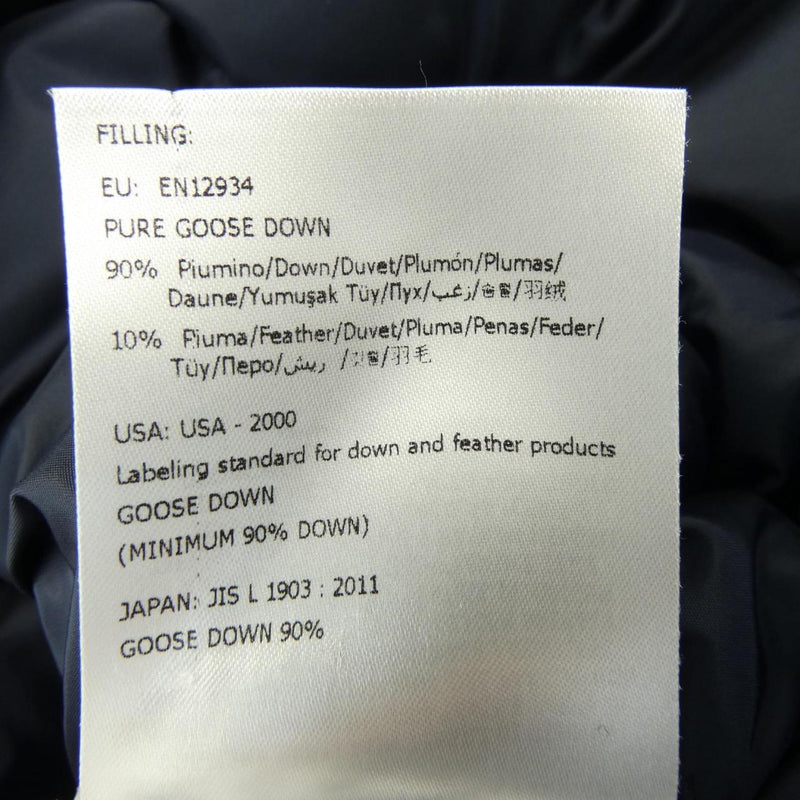 FILLING:
EU: EN12934
PURE GOOSE DOWN
90% Piumino/Down/Duvet/Plumón/Plumas/
Daune/Yumuşak Tüy/Пух/زغب/羽绒
10% Piuma/Feather/Duvet/Pluma/Penas/Feder/
Tüy/Перо/ريش /羽毛
USA: USA - 2000
Labeling standard for down and feather products
GOOSE DOWN
(MINIMUM 90% DOWN)
JAPAN: JIS L 1903 : 2011
GOOSE DOWN 90%